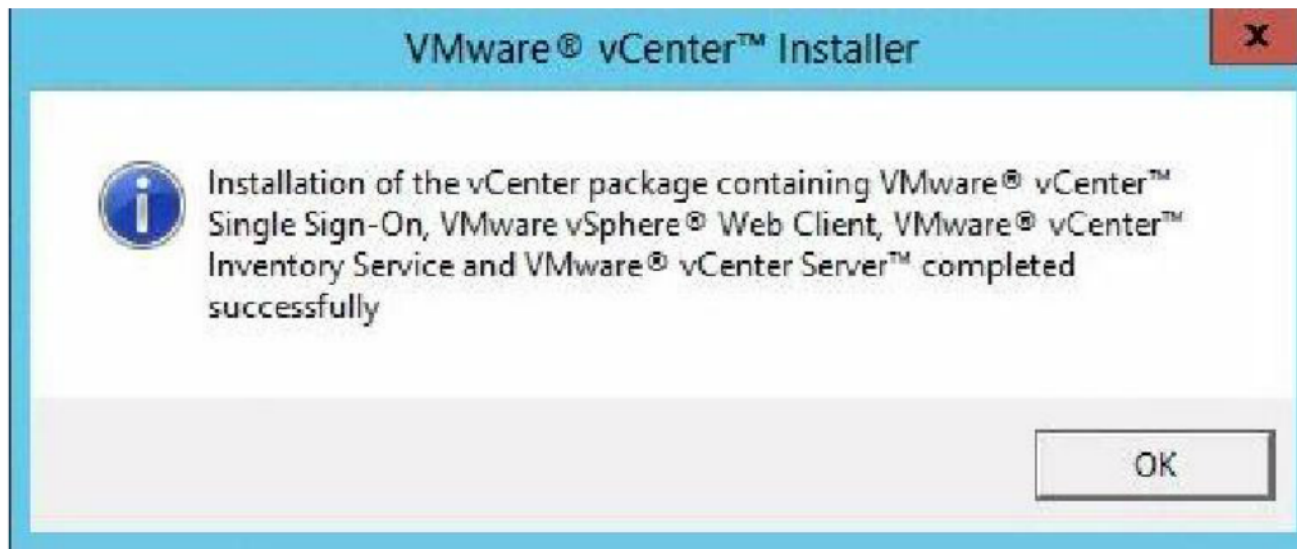 VMware® vCenter™ Installer
x
Installation of the vCenter package containing VMware® vCenter™
Single Sign-On, VMware vSphere® Web Client, VMware® vCenter™
Inventory Service and VMware® vCenter Server™ completed
successfully
OK